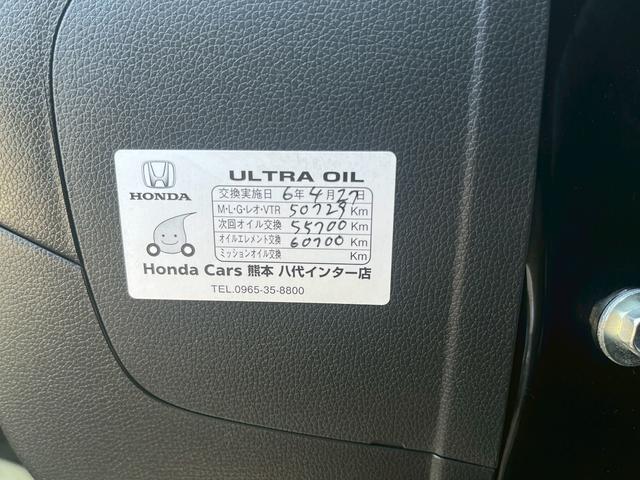 HONDA
ULTRA OIL
交換実施日 6年4月27日
M・L・G・レオ・VTR 50729 Km
次回オイル交換 55700 Km
オイルエレメント交換 60700 Km
ミッションオイル交換 Km
Honda Cars 熊本 八代インター店
TEL.0965-35-8800